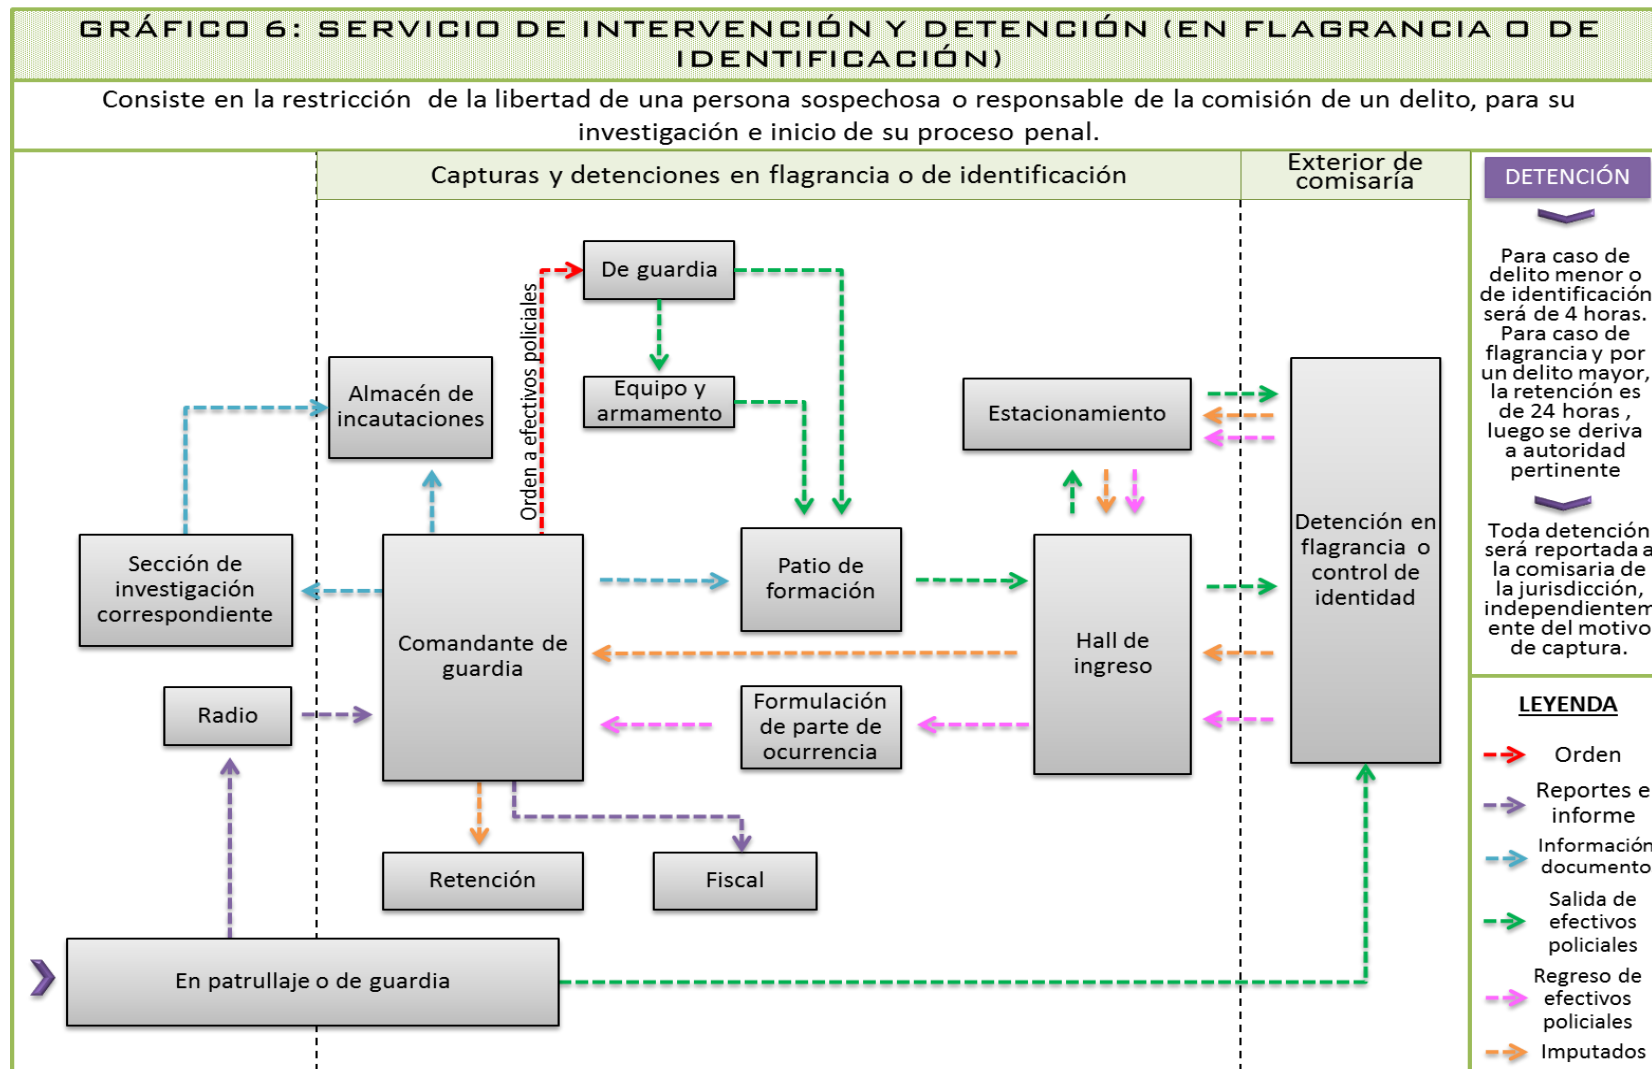 GRÁFICO 6: SERVICIO DE INTERVENCIÓN Y DETENCIÓN (EN FLAGRANCIA O DE
IDENTIFICACIÓN)
Consiste en la restricción de la libertad de una persona sospechosa o responsable de la comisión de un delito, para su
investigación e inicio de su proceso penal.
Capturas y detenciones en flagrancia o de identificación
Exterior de
comisaría
De guardia
Orden a efectivos policiales
Almacén de
incautaciones
Equipo y
armamento
Estacionamiento
Sección de
investigación
correspondiente
Comandante de
guardia
Patio de
formación
Hall de
ingreso
Detención en
flagrancia o
control de
identidad
Radio
Formulación
de parte de
ocurrencia
Retención
Fiscal
En patrullaje o de guardia
DETENCIÓN
Para caso de
delito menor o
de identificación
será de 4 horas.
Para caso de
flagrancia y por
un delito mayor,
la retención es
de 24 horas ,
luego se deriva
a autoridad
pertinente
Toda detención
será reportada a
la comisaria de
la jurisdicción,
independientem
ente del motivo
de captura.
LEYENDA
Orden
Reportes e
informe
Información
documento
Salida de
efectivos
policiales
Regreso de
efectivos
policiales
Imputados